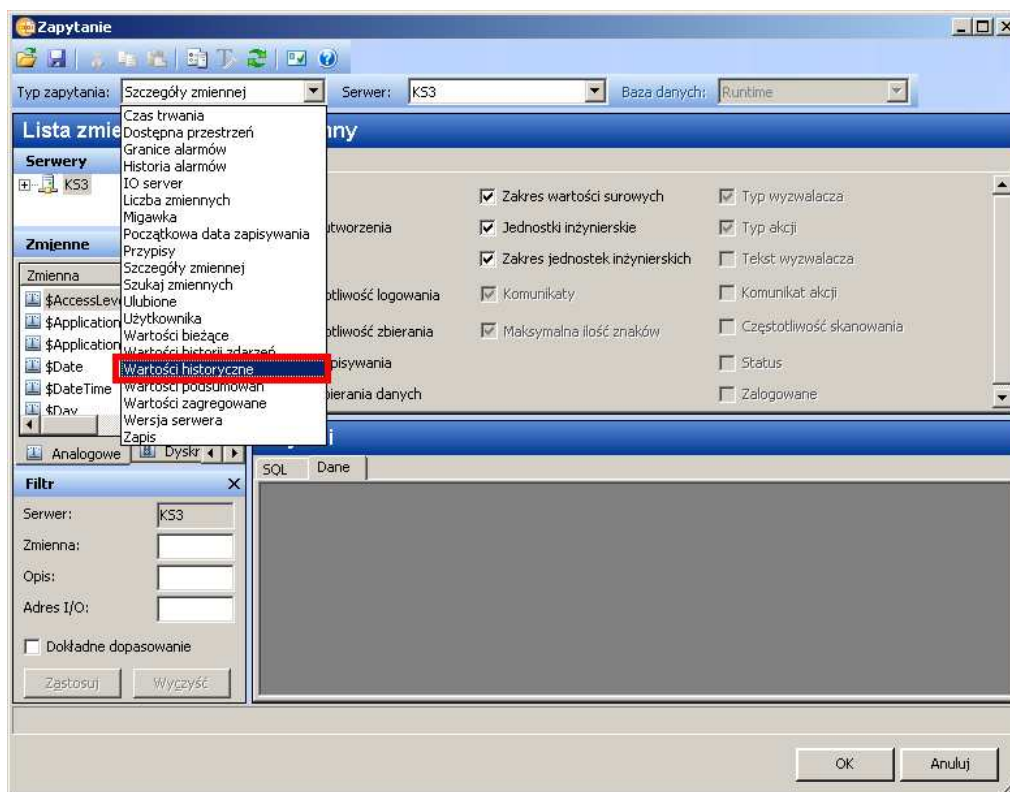 Zapytanie
Typ zapytania: Szczegóły zmiennej Serwer: KS3 Baza danych: Runtime
Lista zmie nny
Serwery
KS3
Zmienne
Zmienna
$AccessLev
$Application
$Application
$Date
$DateTime
$Day
Analogowe Dyskr
Czas trwania
Dostępna przestrzeń
Granice alarmów
Historia alarmów
IO server
Liczba zmiennych
Migawka
Początkowa data zapisywania
Przypisy
Szczegóły zmiennej
Szukaj zmiennych
Ulubione
Użytkownika
Wartości bieżące
Wartości historii zdarzeń
Wartości historyczne
Wartości podsumowań
Wartości zagregowane
Wersja serwera
Zapis
Zakres wartości surowych Typ wyzwalacza
utworzenia Jednostki inżynierskie Typ akcji
Zakres jednostek inżynierskich Tekst wyzwalacza
otliwość logowania Komunikaty Komunikat akcji
otliwość zbierania Maksymalna ilość znaków Częstotliwość skanowania
pisywania Status
bierania danych Zalogowane
SQL Dane
Filtr
Serwer: KS3
Zmienna:
Opis:
Adres I/O:
Dokładne dopasowanie
Zastosuj Wyczyść
OK Anuluj